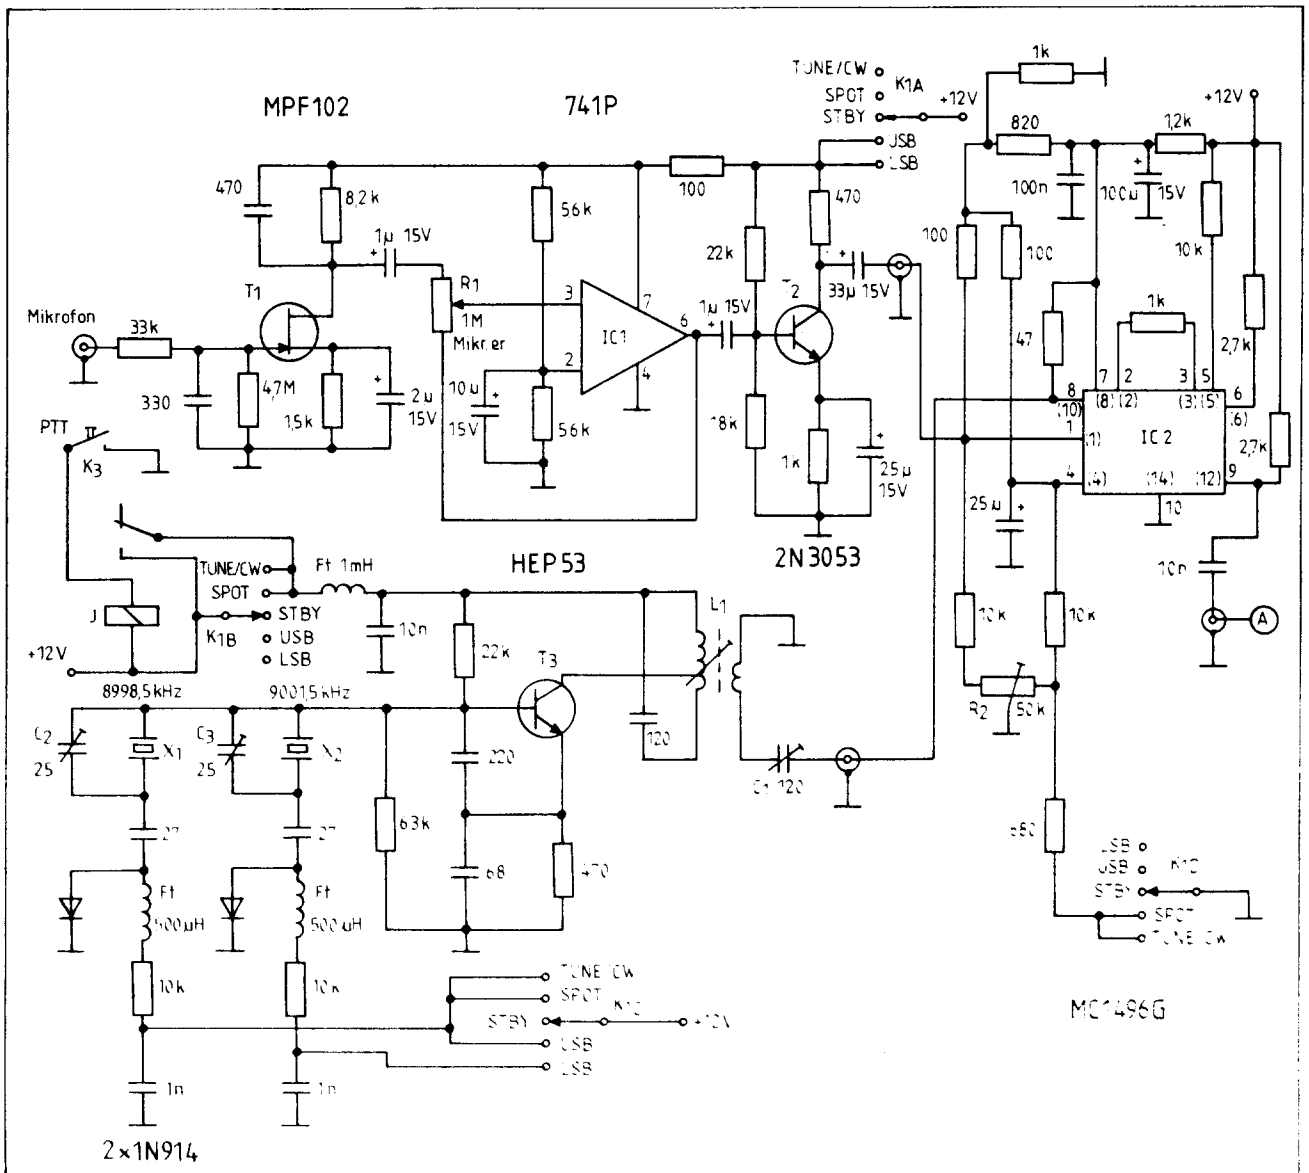 MPF102
741P
TUNE/CW
SPOT
STBY
USB
LSB
K1A
+12V
1k
820
1,2k
+12V
100n
100µ
+
15V
10k
2,7k
470
8,2k
1µ 15V
+
56k
100
22k
470
33µ 15V
+
100
100
47
1k
T1
Mikrofon
33k
330
4,7M
1,5k
2µ
15V
+
R1
1M
Mikr.er
3
2
IC1
7
6
4
10µ
15V
+
56k
1µ 15V
+
T2
18k
1k
25µ
15V
+
2N3053
8
(10)
7
(8)
2
(2)
3
(3)
5
(5)
6
(6)
1
(1)
IC2
4
(4)
(14)
10
(12)
9
2,7k
25µ
+
10n
A
10k
10k
R2
50k
680
PTT
K3
J
+12V
TUNE/CW
SPOT
STBY
USB
LSB
K1B
Ft 1mH
10n
HEP53
22k
T3
L1
120
C1 120
8998,5kHz
9001,5kHz
C2
25
X1
C3
25
X2
27
27
Ft
500µH
Ft
500µH
10k
10k
1n
1n
63k
220
68
470
2×1N914
TUNE/CW
SPOT
STBY
USB
LSB
+12V
LSB
USB
STBY
SPOT
TUNE/CW
MC1496G